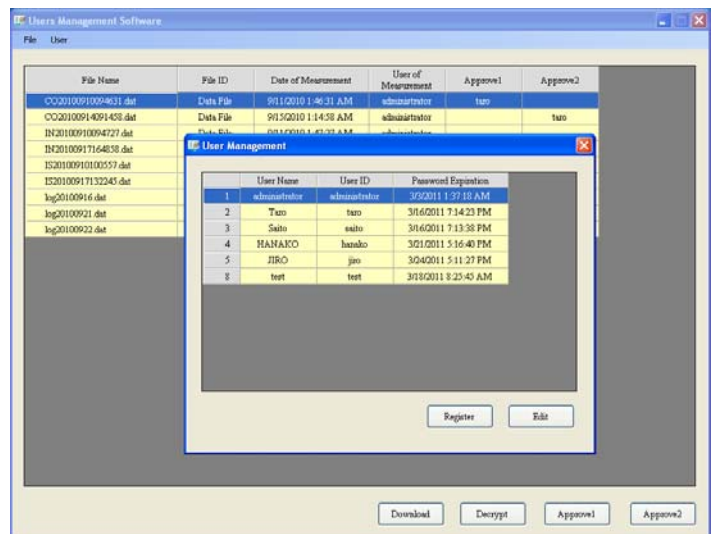 Users Management Software
File User
File Name File ID Date of Measurement User of Measurement Approve1 Approve2
CO20100910094631.dat Data File 9/11/2010 1:46:31 AM administrator taro
CO20100914091458.dat Data File 9/15/2010 1:14:58 AM administrator taro
IN20100910094727.dat
IN20100917164858.dat
IS20100910100557.dat
IS20100917132245.dat
log20100916.dat
log20100921.dat
log20100922.dat
User Management
User Name User ID Password Expiration
1 administrator administrator 3/3/2011 1:37:18 AM
2 Taro taro 3/16/2011 7:14:23 PM
3 Saito saito 3/16/2011 7:13:38 PM
4 HANAKO hanako 3/21/2011 5:16:40 PM
5 JIRO jiro 3/24/2011 5:11:27 PM
8 test test 3/18/2011 8:25:45 AM
Register Edit
Download Decrypt Approve1 Approve2